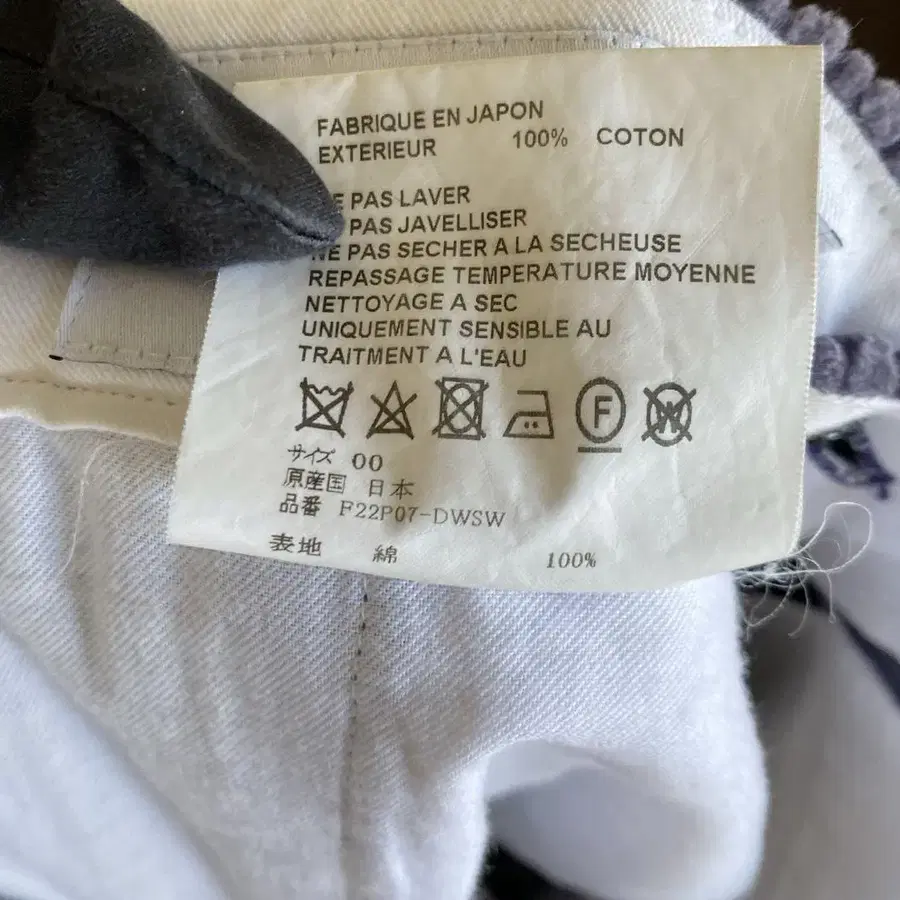 FABRIQUE EN JAPON
EXTERIEUR 100% COTON
PAS LAVER
PAS JAVELLISER
NE PAS SECHER A LA SECHEUSE
REPASSAGE TEMPERATURE MOYENNE
NETTOYAGE A SEC
UNIQUEMENT SENSIBLE AU
TRAITMENT A L'EAU
F W
サイズ 00
原産国 日本
品番 F22P07-DWSW
表地 綿 100%